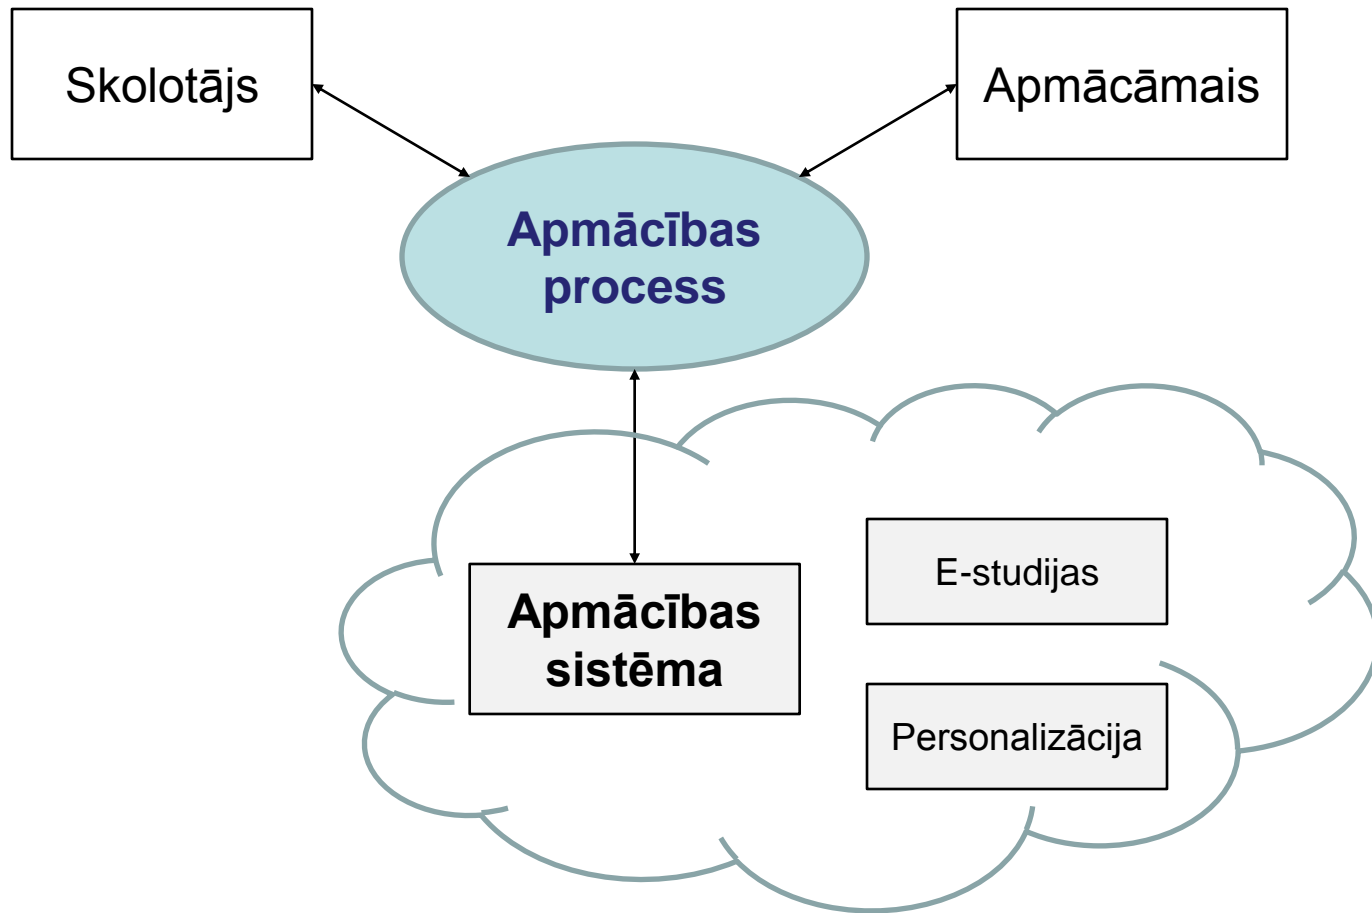 Skolotājs
Apmācāmais
Apmācības
process
E-studijas
Apmācības
sistēma
Personalizācija